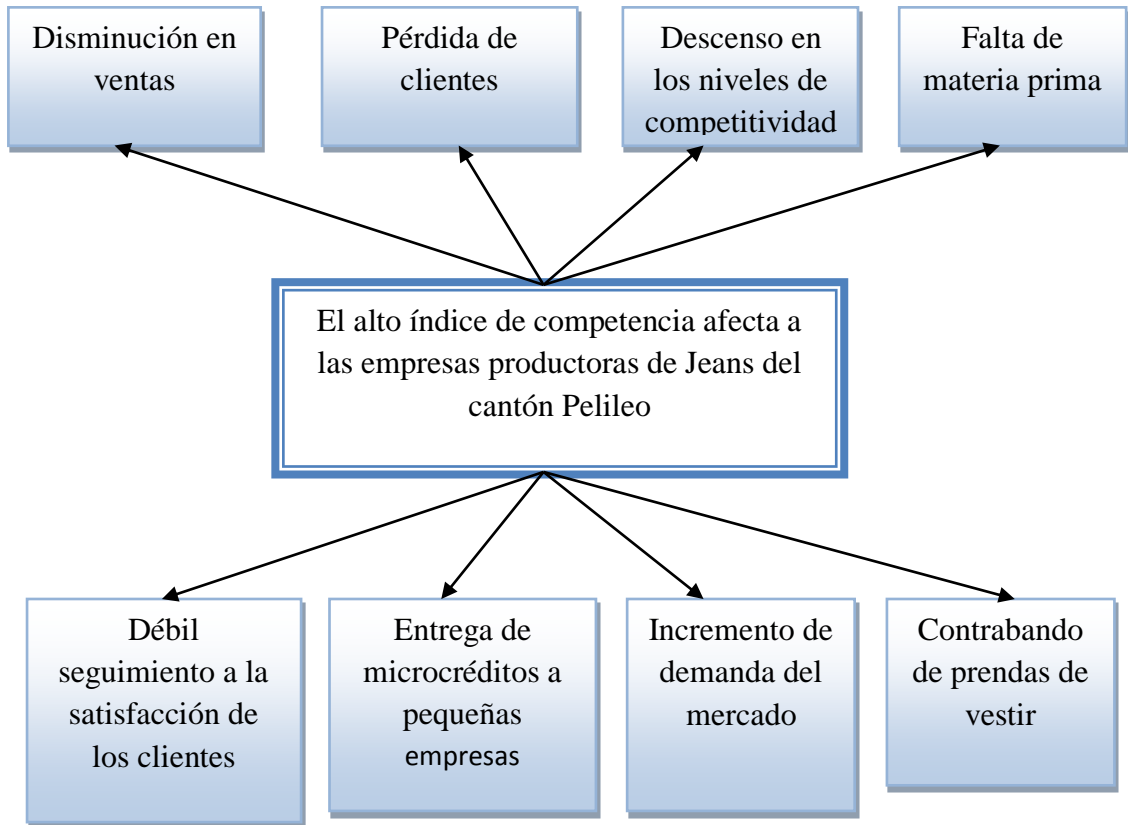 Disminución en
ventas
Pérdida de
clientes
Descenso en
los niveles de
competitividad
Falta de
materia prima
El alto índice de competencia afecta a
las empresas productoras de Jeans del
cantón Pelileo
Débil
seguimiento a la
satisfacción de
los clientes
Entrega de
microcréditos a
pequeñas
empresas
Incremento de
demanda del
mercado
Contrabando
de prendas de
vestir